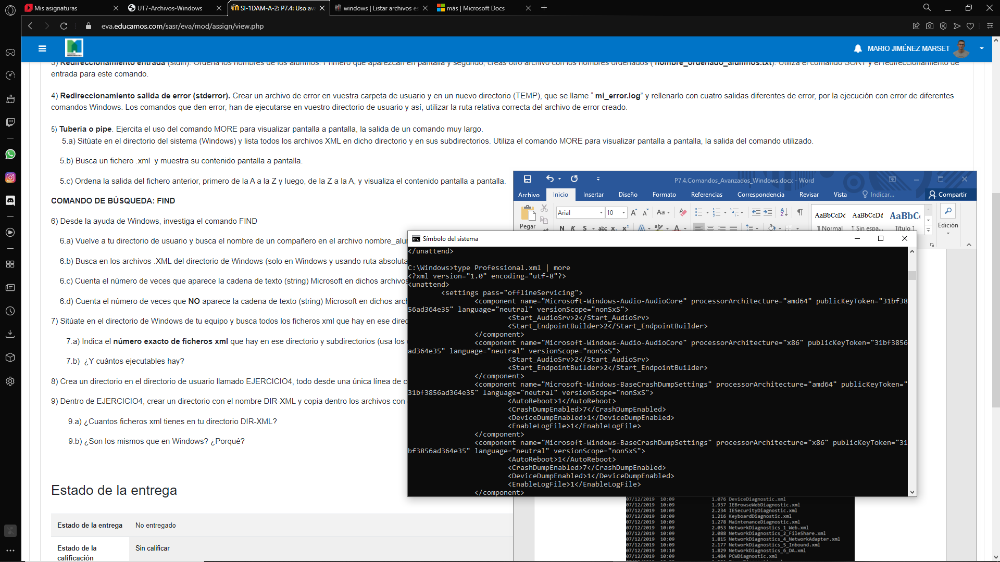 Mis asignaturas
UT7-Archivos-Windows
SI-1DAM-A-2: P7.4: Uso av
windows | Listar archivos es
más | Microsoft Docs
eva.educamos.com/sasr/eva/mod/assign/view.php
MARIO JIMÉNEZ MARSET
3) Redireccionamiento entrada (stdin). Ordena los nombres de los alumnos. Primero que aparezcan en pantalla y segundo, creas otro archivo con los nombres ordenados ( nombre_ordenado_alumnos.txt). Utiliza el comando SORT y el redireccionamiento de
entrada para este comando.
4) Redireccionamiento salida de error (stderror). Crear un archivo de error en vuestra carpeta de usuario y en un nuevo directorio (TEMP), que se llame “ mi_error.log” y rellenarlo con cuatro salidas diferentes de error, por la ejecución con error de diferentes
comandos Windows. Los comandos que den error, han de ejecutarse en vuestro directorio de usuario y así, utilizar la ruta relativa correcta del archivo de error creado.
5) Tubería o pipe. Ejercita el uso del comando MORE para visualizar pantalla a pantalla, la salida de un comando muy largo.
5.a) Sitúate en el directorio del sistema (Windows) y lista todos los archivos XML en dicho directorio y en sus subdirectorios. Utiliza el comando MORE para visualizar pantalla a pantalla, la salida del comando utilizado.
5.b) Busca un fichero .xml y muestra su contenido pantalla a pantalla.
5.c) Ordena la salida del fichero anterior, primero de la A a la Z y luego, de la Z a la A, y visualiza el contenido pantalla a pantalla.
COMANDO DE BÚSQUEDA: FIND
6) Desde la ayuda de Windows, investiga el comando FIND
6.a) Vuelve a tu directorio de usuario y busca el nombre de un compañero en el archivo nombre_alu
6.b) Busca en los archivos .XML del directorio de Windows (solo en Windows y usando ruta absoluta
6.c) Cuenta el número de veces que aparece la cadena de texto (string) Microsoft en dichos archivos
6.d) Cuenta el número de veces que NO aparece la cadena de texto (string) Microsoft en dichos arch
7) Sitúate en el directorio de Windows de tu equipo y busca todos los ficheros xml que hay en ese direc
7.a) Indica el número exacto de ficheros xml que hay en ese directorio y subdirectorios (usa los
7.b) ¿Y cuántos ejecutables hay?
8) Crea un directorio en el directorio de usuario llamado EJERCICIO4, todo desde una única línea de c
9) Dentro de EJERCICIO4, crear un directorio con el nombre DIR-XML y copia dentro los archivos con
9.a) ¿Cuantos ficheros xml tienes en tu directorio DIR-XML?
9.b) ¿Son los mismos que en Windows? ¿Porqué?
Estado de la entrega
Estado de la entrega No entregado
Estado de la calificación Sin calificar
P7.4.Comandos_Avanzados_Windows.docx - Word
Archivo Inicio Insertar Diseño Formato Referencias Correspondencia Revisar Vista Indicar... Compartir
Pegar
Arial 10
N K S abc x₂ x²
AaBbCcDd AaBbCcDd AaBbC
¶ Normal ¶ Sin espa... Título 1
Edición
Símbolo del sistema
</unattend>
C:\Windows>type Professional.xml | more
<?xml version="1.0" encoding="utf-8"?>
<unattend>
<settings pass="offlineServicing">
<component name="Microsoft-Windows-Audio-AudioCore" processorArchitecture="amd64" publicKeyToken="31bf38
56ad364e35" language="neutral" versionScope="nonSxS">
<Start_AudioSrv>2</Start_AudioSrv>
<Start_EndpointBuilder>2</Start_EndpointBuilder>
</component>
<component name="Microsoft-Windows-Audio-AudioCore" processorArchitecture="x86" publicKeyToken="31bf3856
ad364e35" language="neutral" versionScope="nonSxS">
<Start_AudioSrv>2</Start_AudioSrv>
<Start_EndpointBuilder>2</Start_EndpointBuilder>
</component>
<component name="Microsoft-Windows-BaseCrashDumpSettings" processorArchitecture="amd64" publicKeyToken="
31bf3856ad364e35" language="neutral" versionScope="nonSxS">
<AutoReboot>1</AutoReboot>
<CrashDumpEnabled>7</CrashDumpEnabled>
<DeviceDumpEnabled>1</DeviceDumpEnabled>
<EnableLogFile>1</EnableLogFile>
</component>
<component name="Microsoft-Windows-BaseCrashDumpSettings" processorArchitecture="x86" publicKeyToken="31
bf3856ad364e35" language="neutral" versionScope="nonSxS">
<AutoReboot>1</AutoReboot>
<CrashDumpEnabled>7</CrashDumpEnabled>
<DeviceDumpEnabled>1</DeviceDumpEnabled>
<EnableLogFile>1</EnableLogFile>
</component>
07/12/2019 10:09 1.076 DeviceDiagnostic.xml
07/12/2019 10:09 1.937 IEBrowseWebDiagnostic.xml
07/12/2019 10:09 2.234 IESecurityDiagnostic.xml
07/12/2019 10:09 1.216 KeyboardDiagnostic.xml
07/12/2019 10:09 1.278 MaintenanceDiagnostic.xml
07/12/2019 10:09 2.053 NetworkDiagnostics_1_Web.xml
07/12/2019 10:09 2.088 NetworkDiagnostics_2_FileShare.xml
07/12/2019 10:09 1.815 NetworkDiagnostics_4_NetworkAdapter.xml
07/12/2019 10:09 2.177 NetworkDiagnostics_5_Inbound.xml
07/12/2019 10:10 1.829 NetworkDiagnostics_6_DA.xml
07/12/2019 10:09 1.484 PCWDiagnostic.xml